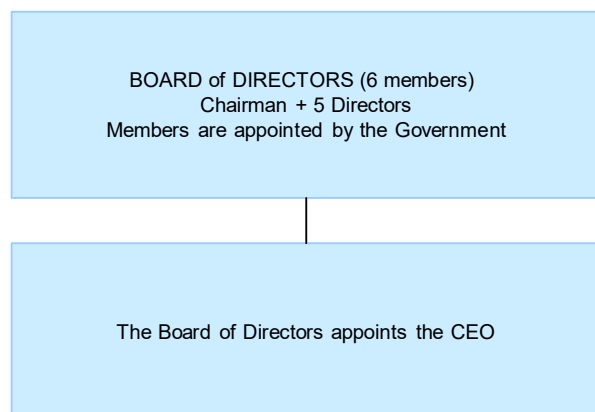 BOARD of DIRECTORS (6 members)
Chairman + 5 Directors
Members are appointed by the Government
The Board of Directors appoints the CEO